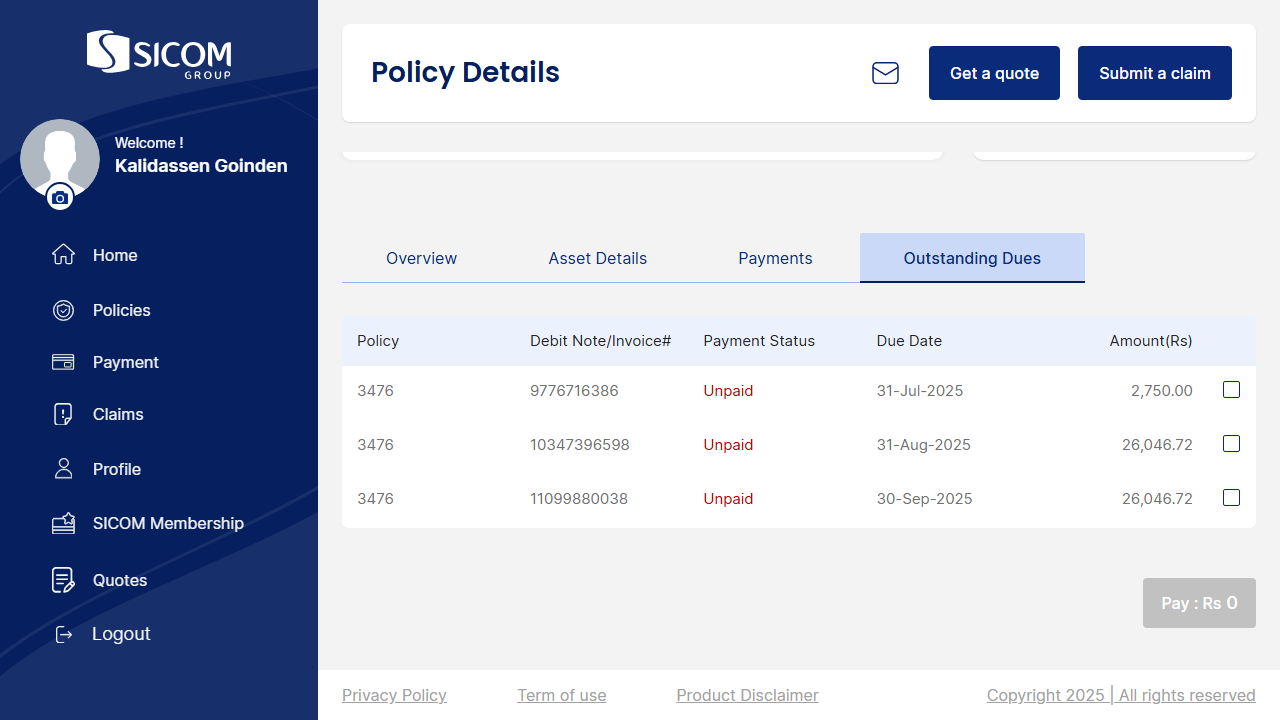 SICOM
GROUP
Welcome !
Kalidassen Goinden
Home
Policies
Payment
Claims
Profile
SICOM Membership
Quotes
Logout
Policy Details
Get a quote
Submit a claim
Overview
Asset Details
Payments
Outstanding Dues
Policy Debit Note/Invoice# Payment Status Due Date Amount(Rs)
3476 9776716386 Unpaid 31-Jul-2025 2,750.00
3476 10347396598 Unpaid 31-Aug-2025 26,046.72
3476 11099880038 Unpaid 30-Sep-2025 26,046.72
Pay : Rs 0
Privacy Policy Term of use Product Disclaimer Copyright 2025 | All rights reserved